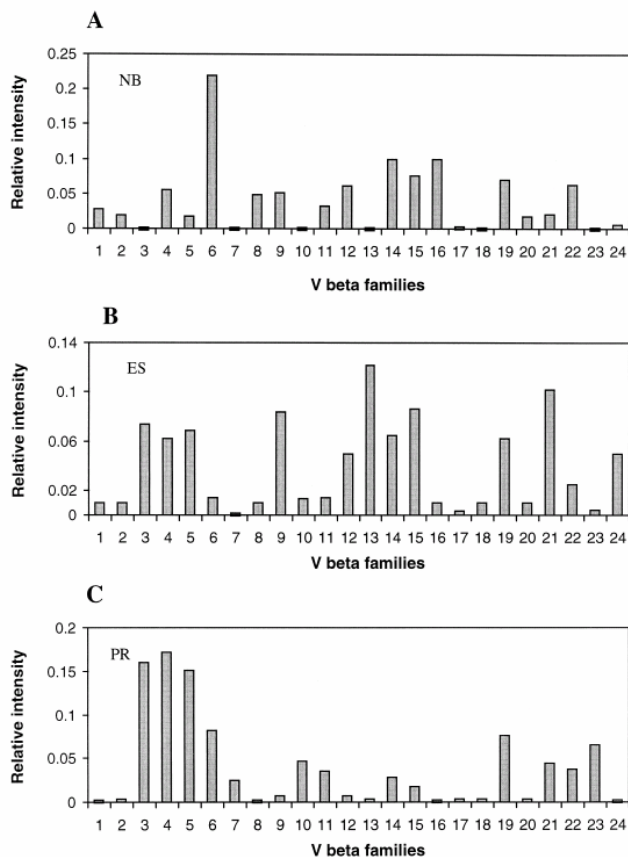 A
NB
Relative intensity
0.25
0.2
0.15
0.1
0.05
0
1 2 3 4 5 6 7 8 9 10 11 12 13 14 15 16 17 18 19 20 21 22 23 24
V beta families
B
ES
Relative intensity
0.14
0.1
0.06
0.02
0
1 2 3 4 5 6 7 8 9 10 11 12 13 14 15 16 17 18 19 20 21 22 23 24
V beta families
C
PR
Relative intensity
0.2
0.15
0.1
0.05
0
1 2 3 4 5 6 7 8 9 10 11 12 13 14 15 16 17 18 19 20 21 22 23 24
V beta families